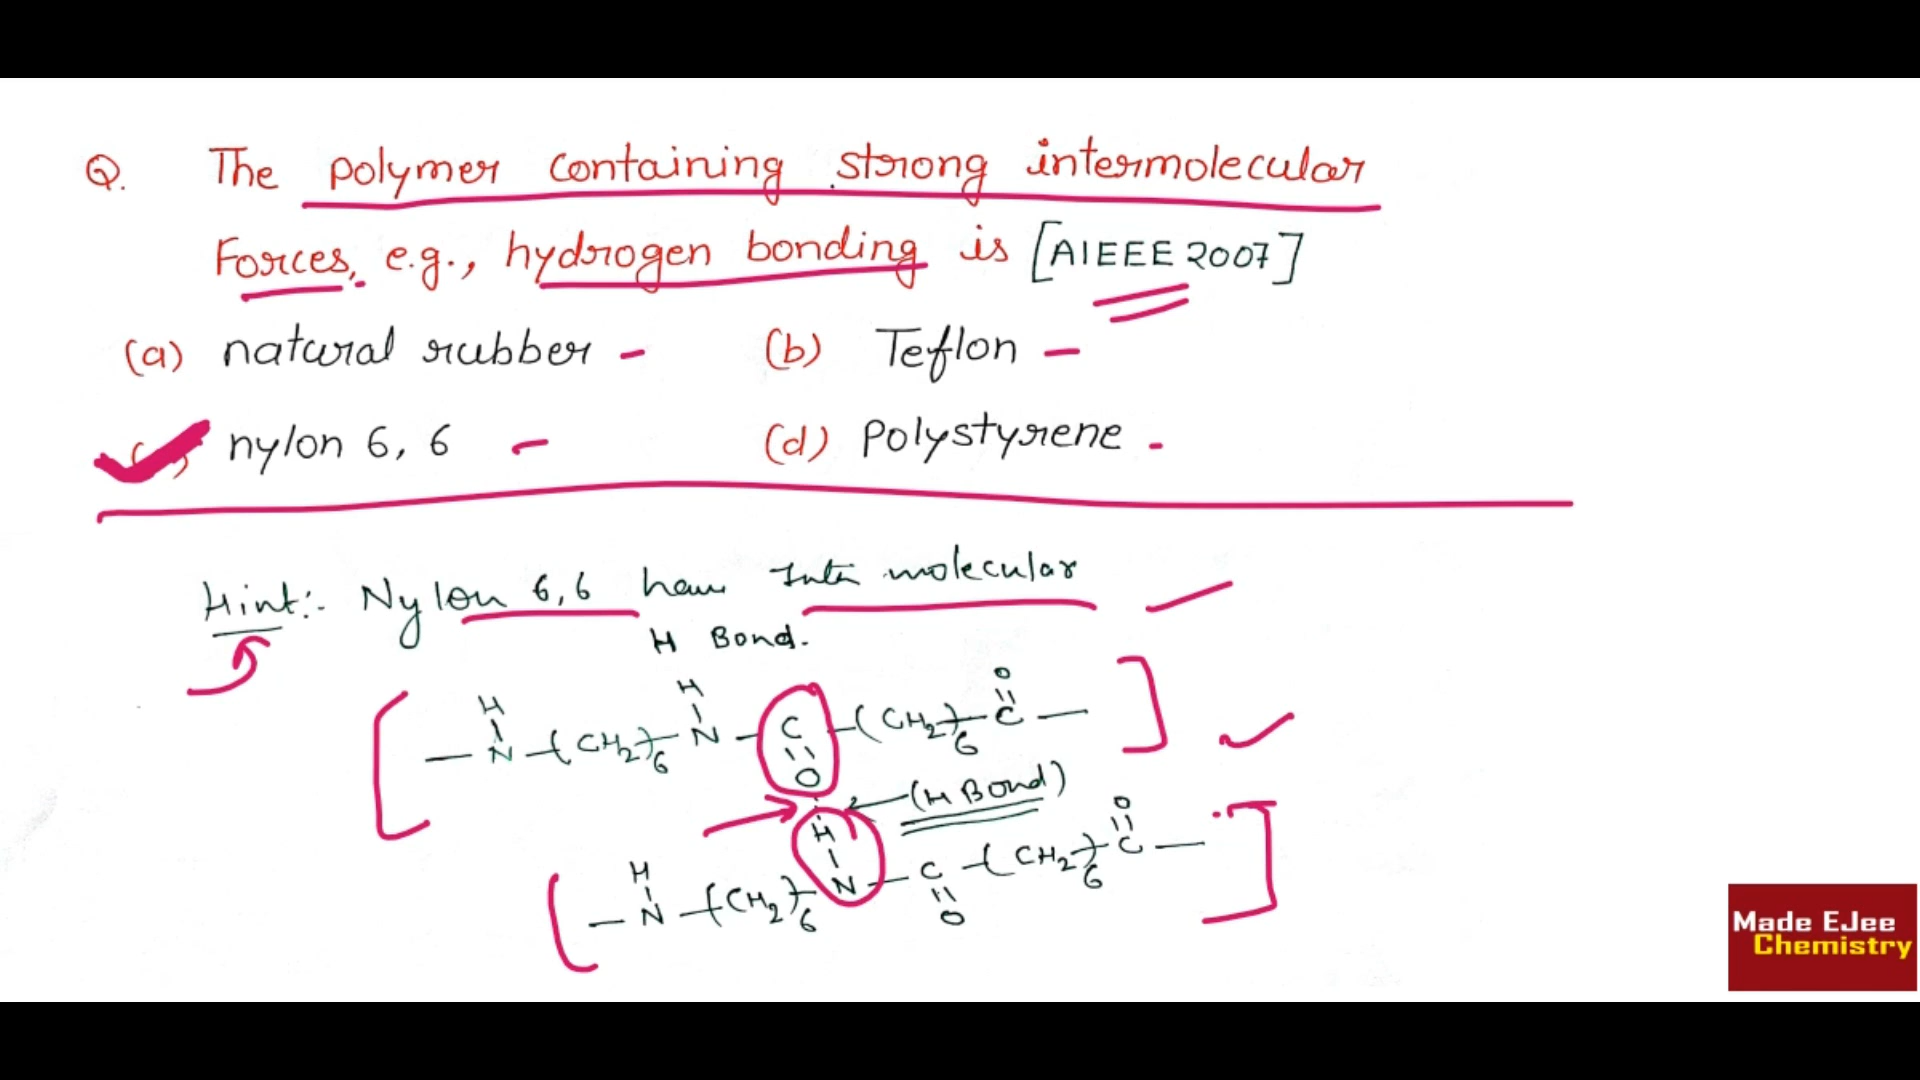 Q. The polymer containing strong intermolecular
Forces, e.g., hydrogen bonding is [AIEEE 2007]
(a) natural rubber (b) Teflon
nylon 6, 6 (d) Polystyrene
Hint:- Nylon 6,6 have Inter molecular
H Bond.
H H O
— N –(CH2)6– N – C –(CH2)6– C —
O
(H Bond)
H H O
— N –(CH2)6– N – C –(CH2)6– C —
O
Made EJee
Chemistry